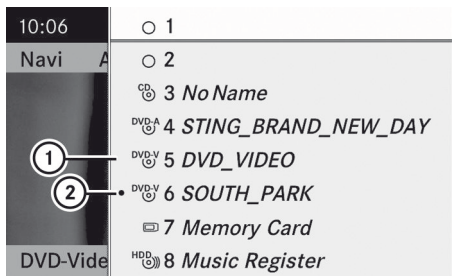 10:06
Navi A
DVD-Vide
1
2
CD 3 No Name
DVD-A 4 STING_BRAND_NEW_DAY
DVD-V 5 DVD_VIDEO
DVD-V 6 SOUTH_PARK
7 Memory Card
HDD 8 Music Register
1
2